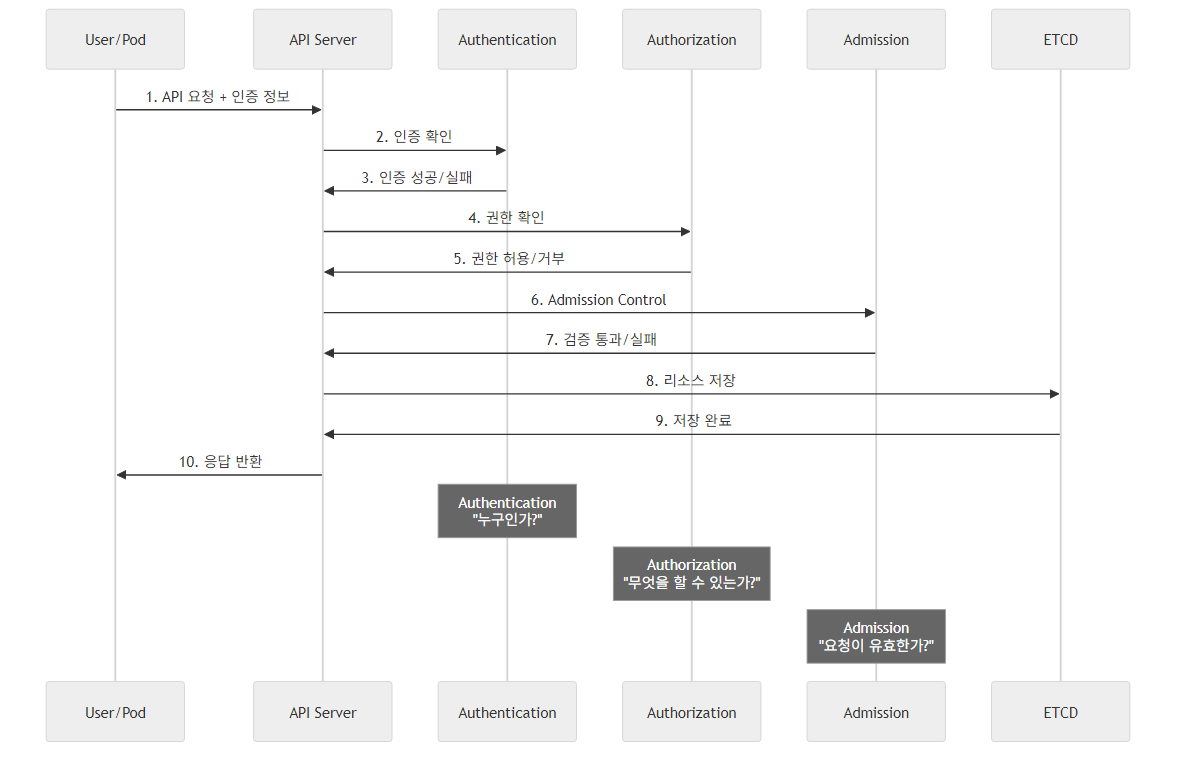 User/Pod
API Server
Authentication
Authorization
Admission
ETCD
1. API 요청 + 인증 정보
2. 인증 확인
3. 인증 성공/실패
4. 권한 확인
5. 권한 허용/거부
6. Admission Control
7. 검증 통과/실패
8. 리소스 저장
9. 저장 완료
10. 응답 반환
Authentication
"누구인가?"
Authorization
"무엇을 할 수 있는가?"
Admission
"요청이 유효한가?"
User/Pod
API Server
Authentication
Authorization
Admission
ETCD